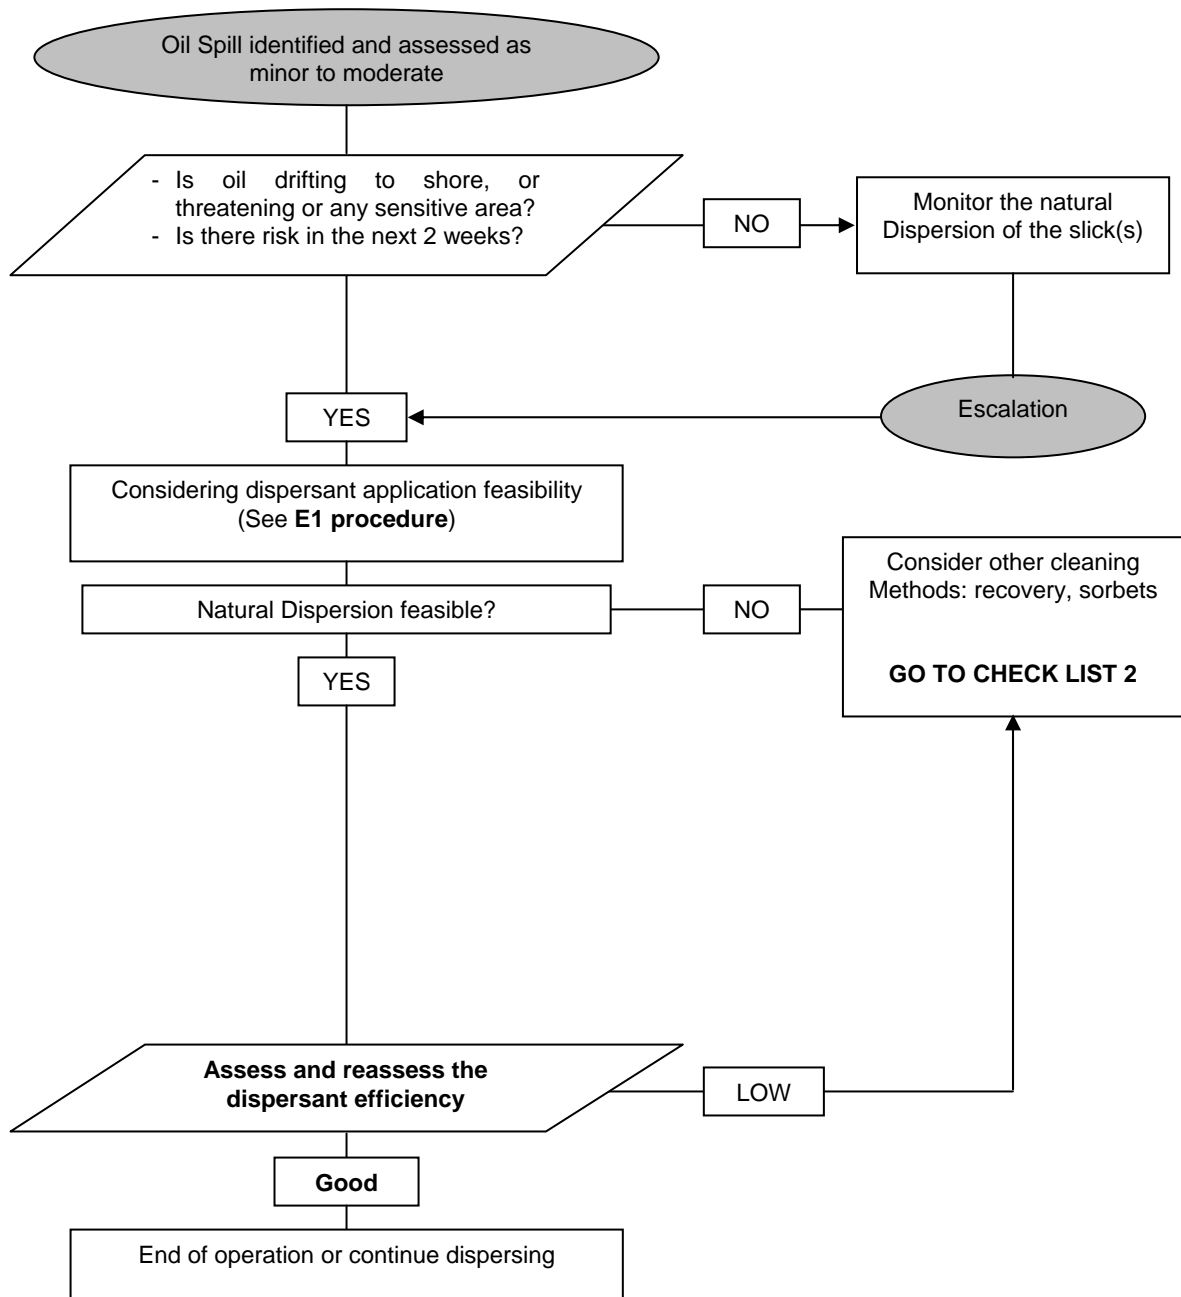 Oil Spill identified and assessed as
minor to moderate
- Is oil drifting to shore, or
threatening or any sensitive area?
- Is there risk in the next 2 weeks?
NO
Monitor the natural
Dispersion of the slick(s)
YES
Escalation
Considering dispersant application feasibility
(See E1 procedure)
Natural Dispersion feasible?
NO
Consider other cleaning
Methods: recovery, sorbets
GO TO CHECK LIST 2
YES
Assess and reassess the
dispersant efficiency
LOW
Good
End of operation or continue dispersing